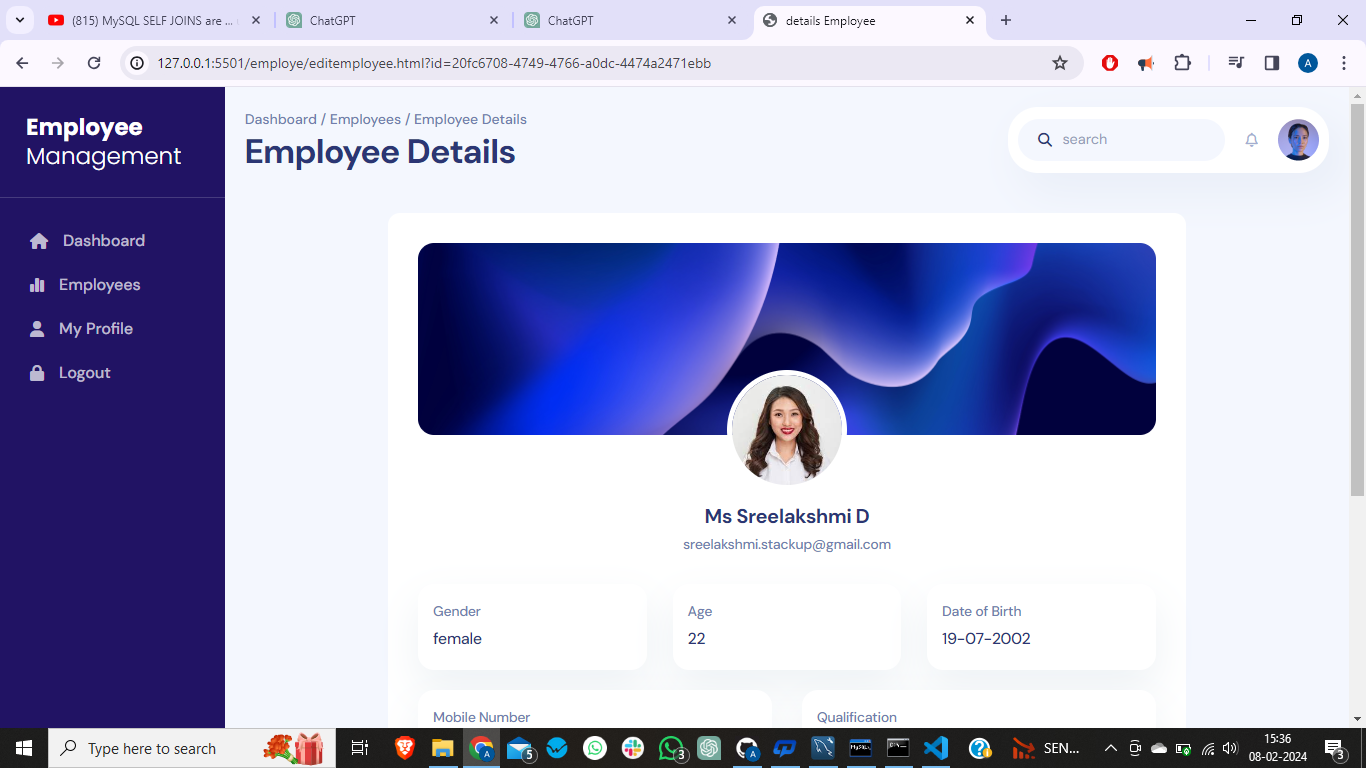 (815) MySQL SELF JOINS are ...
ChatGPT
ChatGPT
details Employee
127.0.0.1:5501/employe/editemployee.html?id=20fc6708-4749-4766-a0dc-4474a2471ebb
A
Employee
Management
Dashboard
Employees
My Profile
Logout
Dashboard / Employees / Employee Details
Employee Details
search
Ms Sreelakshmi D
sreelakshmi.stackup@gmail.com
Gender
female
Age
22
Date of Birth
19-07-2002
Mobile Number
Qualification
Type here to search
A
5
3
A
MySQL
SEN...
15:36
08-02-2024
3